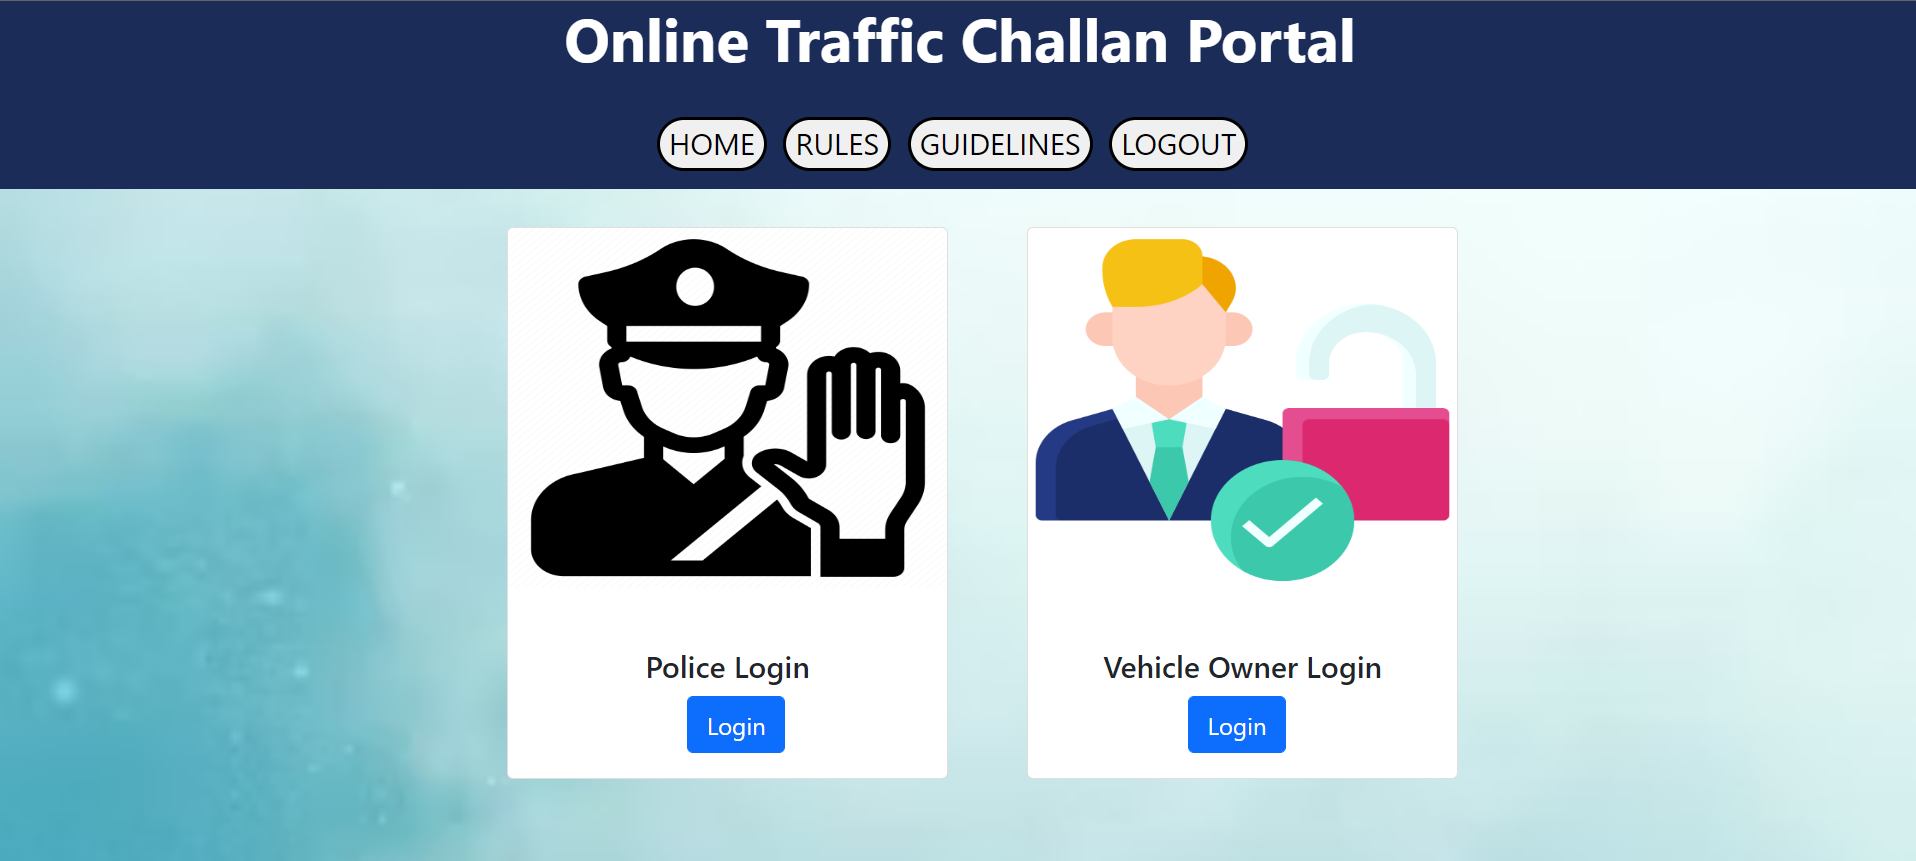 Online Traffic Challan Portal
HOME RULES GUIDELINES LOGOUT
Police Login
Login
Vehicle Owner Login
Login